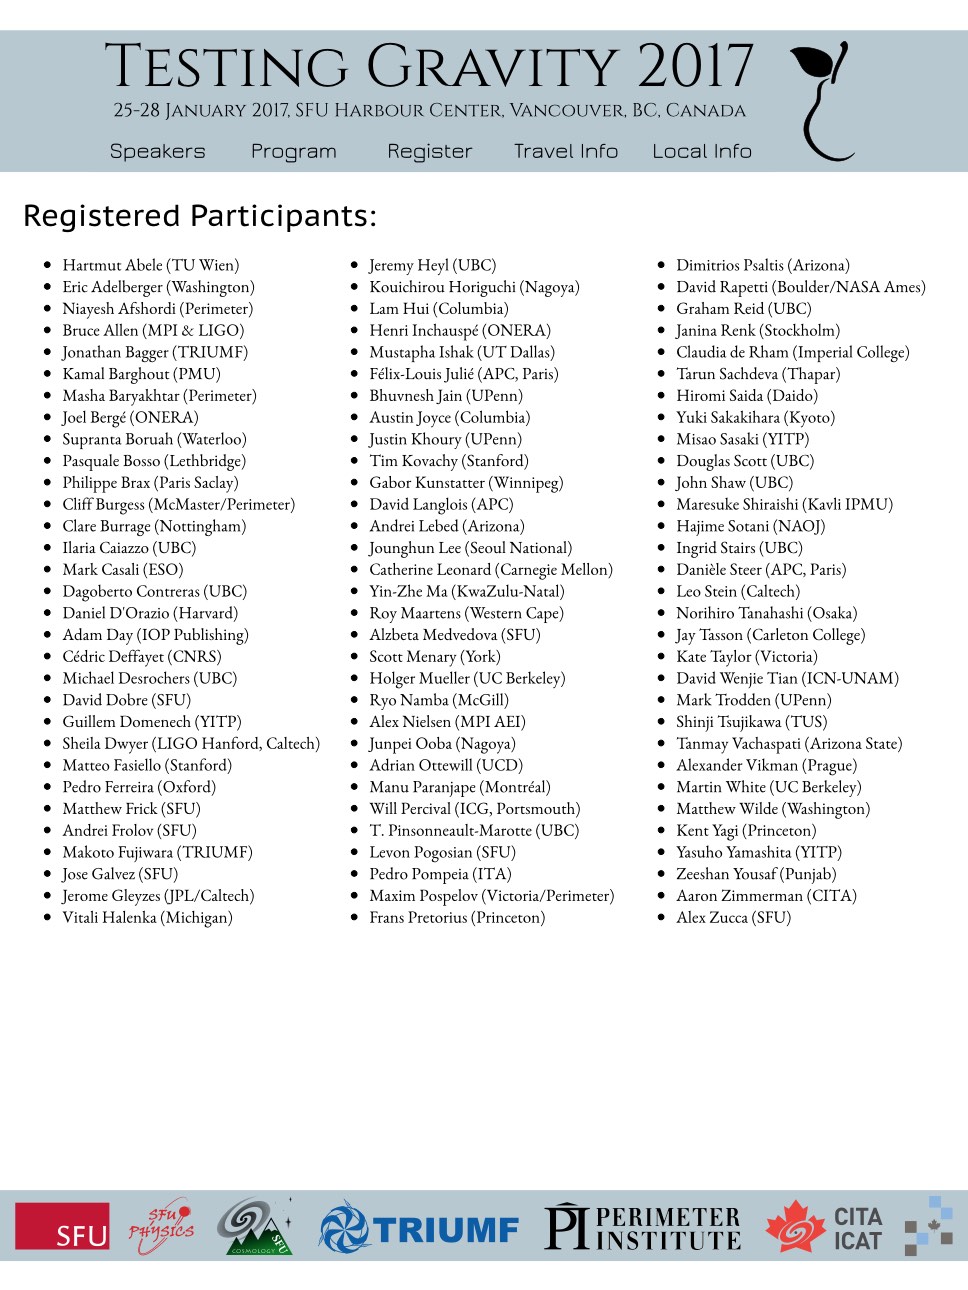 Testing Gravity 2017
25-28 January 2017, SFU Harbour Center, Vancouver, BC, Canada
Speakers Program Register Travel Info Local Info
Registered Participants:
Hartmut Abele (TU Wien)
Eric Adelberger (Washington)
Niayesh Afshordi (Perimeter)
Bruce Allen (MPI & LIGO)
Jonathan Bagger (TRIUMF)
Kamal Barghout (PMU)
Masha Baryakhtar (Perimeter)
Joel Bergé (ONERA)
Supranta Boruah (Waterloo)
Pasquale Bosso (Lethbridge)
Philippe Brax (Paris Saclay)
Cliff Burgess (McMaster/Perimeter)
Clare Burrage (Nottingham)
Ilaria Caiazzo (UBC)
Mark Casali (ESO)
Dagoberto Contreras (UBC)
Daniel D'Orazio (Harvard)
Adam Day (IOP Publishing)
Cédric Deffayet (CNRS)
Michael Desrochers (UBC)
David Dobre (SFU)
Guillem Domenech (YITP)
Sheila Dwyer (LIGO Hanford, Caltech)
Matteo Fasiello (Stanford)
Pedro Ferreira (Oxford)
Matthew Frick (SFU)
Andrei Frolov (SFU)
Makoto Fujiwara (TRIUMF)
Jose Galvez (SFU)
Jerome Gleyzes (JPL/Caltech)
Vitali Halenka (Michigan)
Jeremy Heyl (UBC)
Kouichirou Horiguchi (Nagoya)
Lam Hui (Columbia)
Henri Inchauspé (ONERA)
Mustapha Ishak (UT Dallas)
Félix-Louis Julié (APC, Paris)
Bhuvnesh Jain (UPenn)
Austin Joyce (Columbia)
Justin Khoury (UPenn)
Tim Kovachy (Stanford)
Gabor Kunstatter (Winnipeg)
David Langlois (APC)
Andrei Lebed (Arizona)
Jounghun Lee (Seoul National)
Catherine Leonard (Carnegie Mellon)
Yin-Zhe Ma (KwaZulu-Natal)
Roy Maartens (Western Cape)
Alzbeta Medvedova (SFU)
Scott Menary (York)
Holger Mueller (UC Berkeley)
Ryo Namba (McGill)
Alex Nielsen (MPI AEI)
Junpei Ooba (Nagoya)
Adrian Ottewill (UCD)
Manu Paranjape (Montréal)
Will Percival (ICG, Portsmouth)
T. Pinsonneault-Marotte (UBC)
Levon Pogosian (SFU)
Pedro Pompeia (ITA)
Maxim Pospelov (Victoria/Perimeter)
Frans Pretorius (Princeton)
Dimitrios Psaltis (Arizona)
David Rapetti (Boulder/NASA Ames)
Graham Reid (UBC)
Janina Renk (Stockholm)
Claudia de Rham (Imperial College)
Tarun Sachdeva (Thapar)
Hiromi Saida (Daido)
Yuki Sakakihara (Kyoto)
Misao Sasaki (YITP)
Douglas Scott (UBC)
John Shaw (UBC)
Maresuke Shiraishi (Kavli IPMU)
Hajime Sotani (NAOJ)
Ingrid Stairs (UBC)
Danièle Steer (APC, Paris)
Leo Stein (Caltech)
Norihiro Tanahashi (Osaka)
Jay Tasson (Carleton College)
Kate Taylor (Victoria)
David Wenjie Tian (ICN-UNAM)
Mark Trodden (UPenn)
Shinji Tsujikawa (TUS)
Tanmay Vachaspati (Arizona State)
Alexander Vikman (Prague)
Martin White (UC Berkeley)
Matthew Wilde (Washington)
Kent Yagi (Princeton)
Yasuho Yamashita (YITP)
Zeeshan Yousaf (Punjab)
Aaron Zimmerman (CITA)
Alex Zucca (SFU)
SFU
SFU
PHYSICS
COSMOLOGY SFU
TRIUMF
PI PERIMETER
INSTITUTE
CITA
ICAT